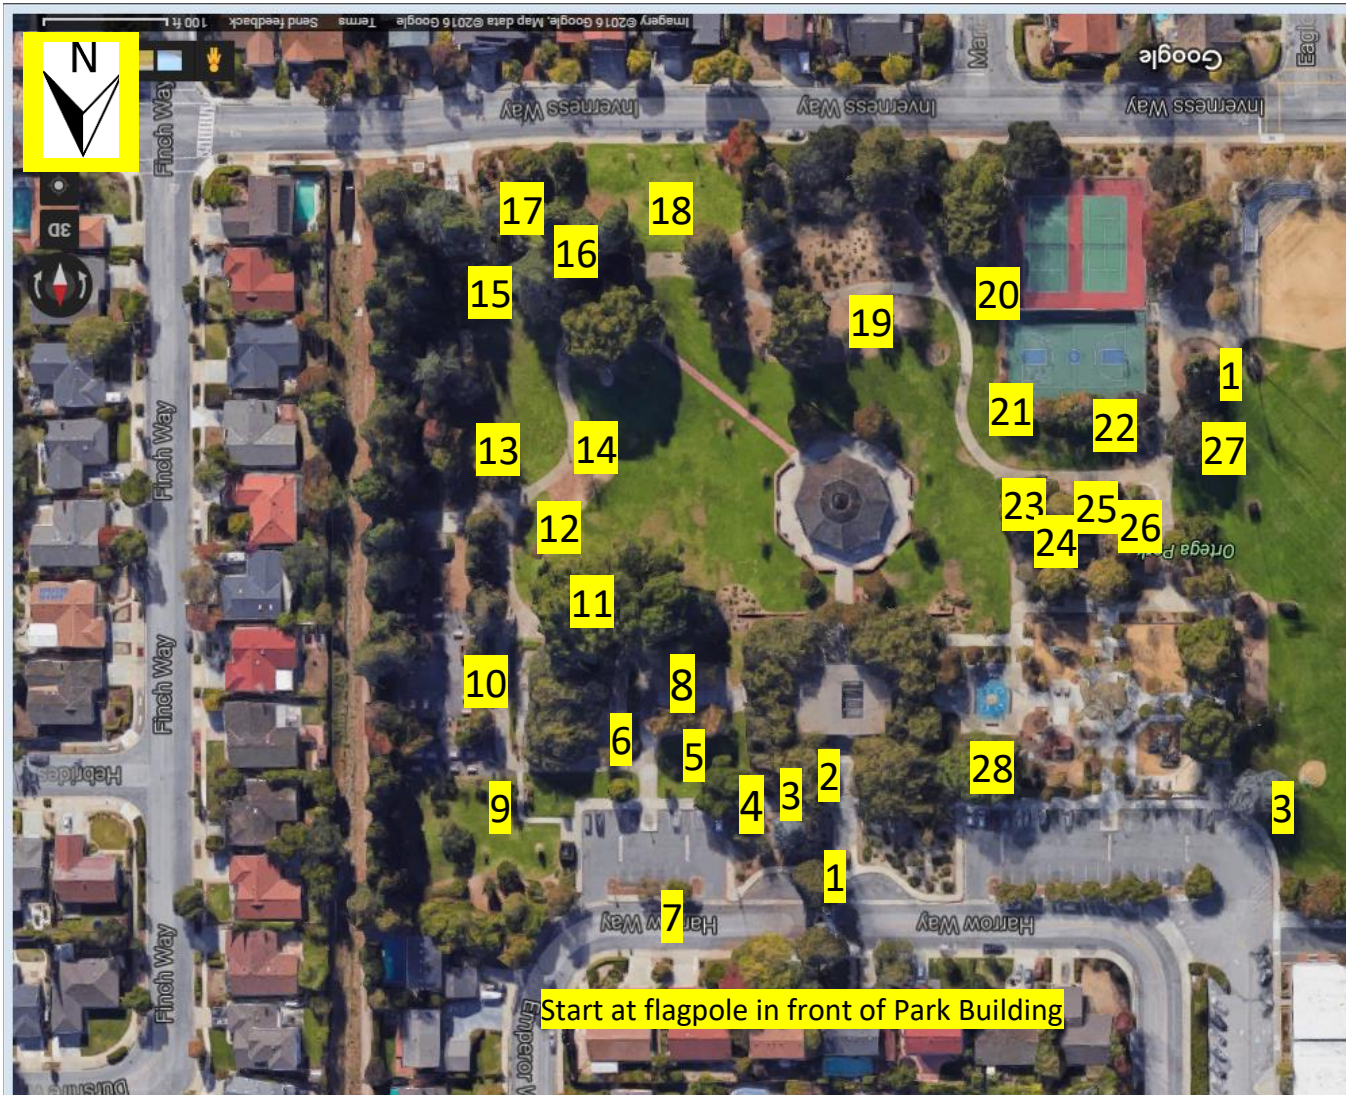 Imagery ©2016 Google, Map data ©2016 Google Terms Send feedback 100 ft
N
Google
3D
Finch Way
Inverness Way
Inverness Way
Inverness Way
17
18
16
15
20
19
1
21
22
13
14
27
23
25
26
12
24
Ortega Park
Finch Way
11
10
8
Finch Way
6
5
2
28
3
4
9
3
Hebrides
1
7
Harrow Way
Harrow Way
Finch Way
Start at flagpole in front of Park Building
Emperor